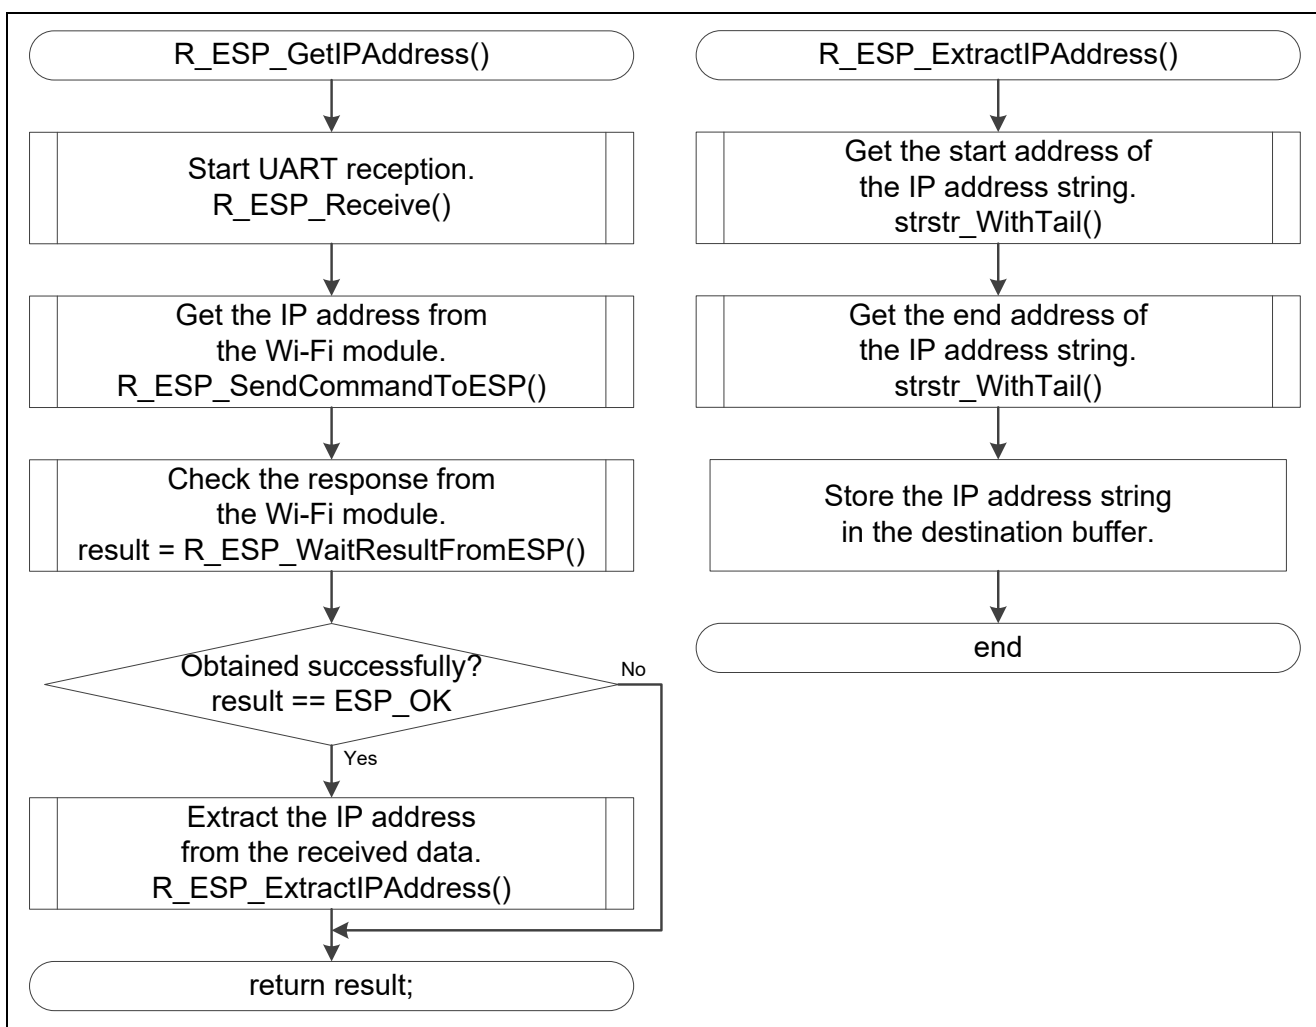 R_ESP_GetIPAddress()
Start UART reception.
R_ESP_Receive()
Get the IP address from
the Wi-Fi module.
R_ESP_SendCommandToESP()
Check the response from
the Wi-Fi module.
result = R_ESP_WaitResultFromESP()
Obtained successfully?
result == ESP_OK
No
Yes
Extract the IP address
from the received data.
R_ESP_ExtractIPAddress()
return result;
R_ESP_ExtractIPAddress()
Get the start address of
the IP address string.
strstr_WithTail()
Get the end address of
the IP address string.
strstr_WithTail()
Store the IP address string
in the destination buffer.
end